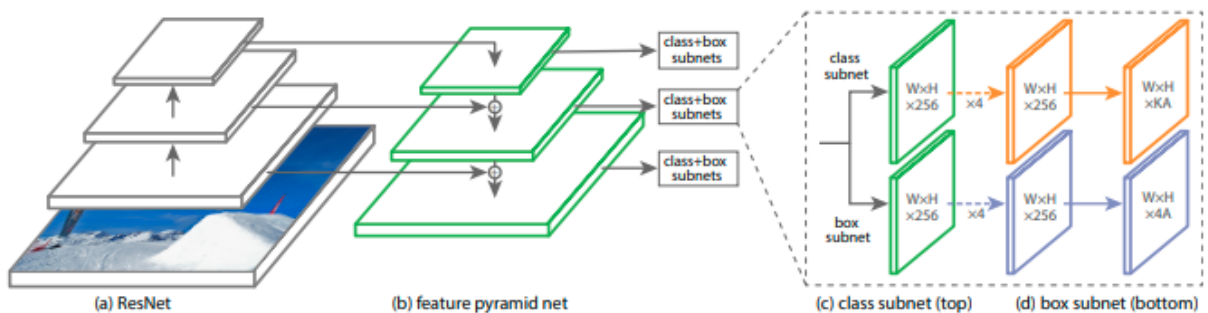 class+box
subnets
class+box
subnets
class+box
subnets
class
subnet
W×H
×256
×4
W×H
×256
W×H
×KA
box
subnet
W×H
×256
×4
W×H
×256
W×H
×4A
(a) ResNet
(b) feature pyramid net
(c) class subnet (top)
(d) box subnet (bottom)